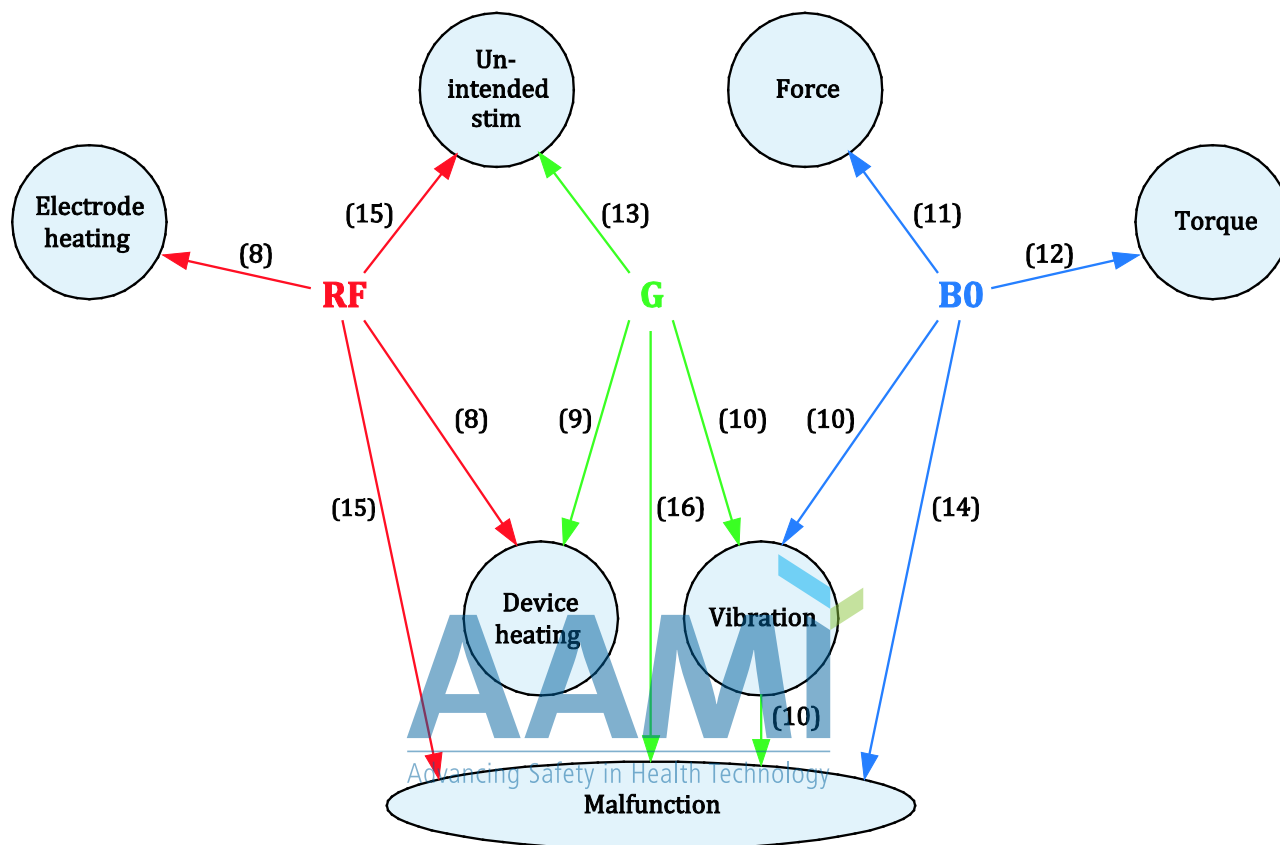 Un-
intended
stim
Force
Electrode
heating
Torque
(15)
(13)
(11)
(8)
(12)
RF
G
B0
(8)
(9)
(10)
(10)
(15)
(16)
(14)
Device
heating
Vibration
AAMI
(10)
Advancing Safety in Health Technology
Malfunction